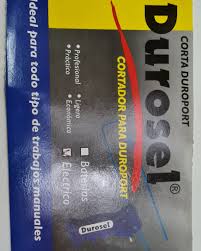 CORTA DUROPORT
Durosel®
CORTADOR PARA DUROPORT
Profesional
Práctico
Ligero
Económico
Baterías
Eléctrico
Durosel
Ideal para todo tipo de trabajos manuales